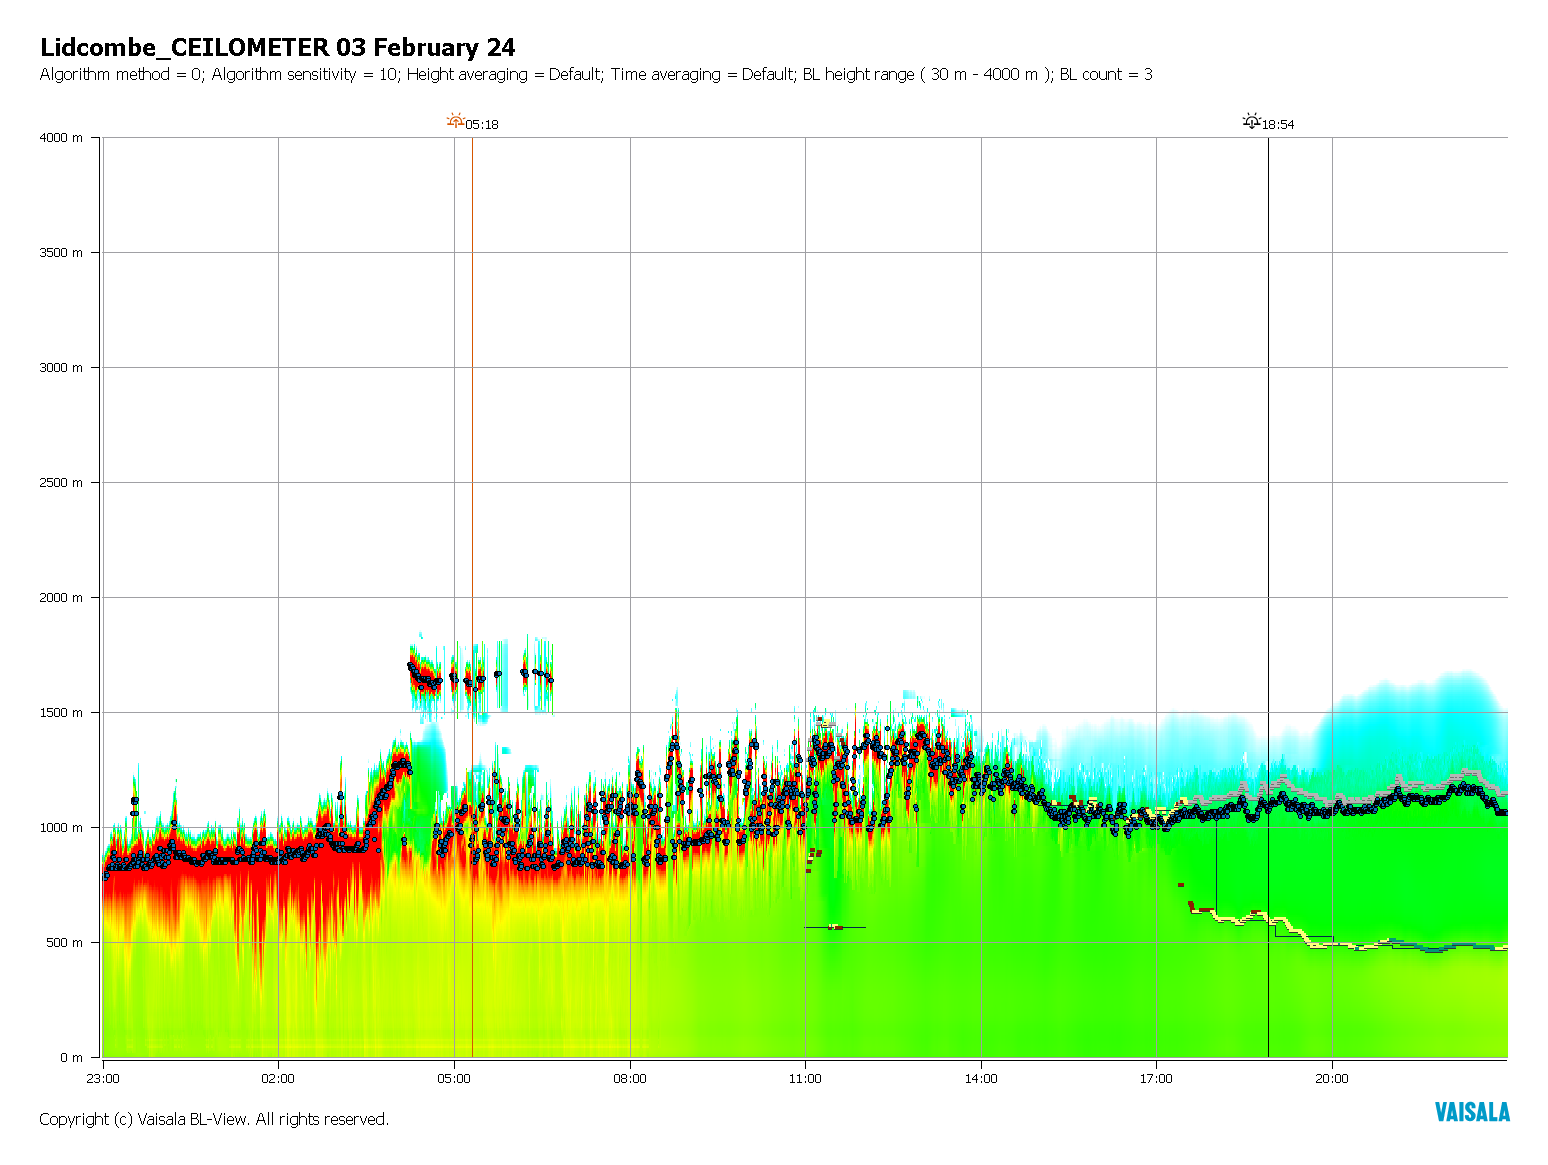 Lidcombe_CEILOMETER 03 February 24
Algorithm method = 0; Algorithm sensitivity = 10; Height averaging = Default; Time averaging = Default; BL height range ( 30 m - 4000 m ); BL count = 3
05:18
18:54
4000 m
3500 m
3000 m
2500 m
2000 m
1500 m
1000 m
500 m
0 m
23:00 02:00 05:00 08:00 11:00 14:00 17:00 20:00
Copyright (c) Vaisala BL-View. All rights reserved.
VAISALA